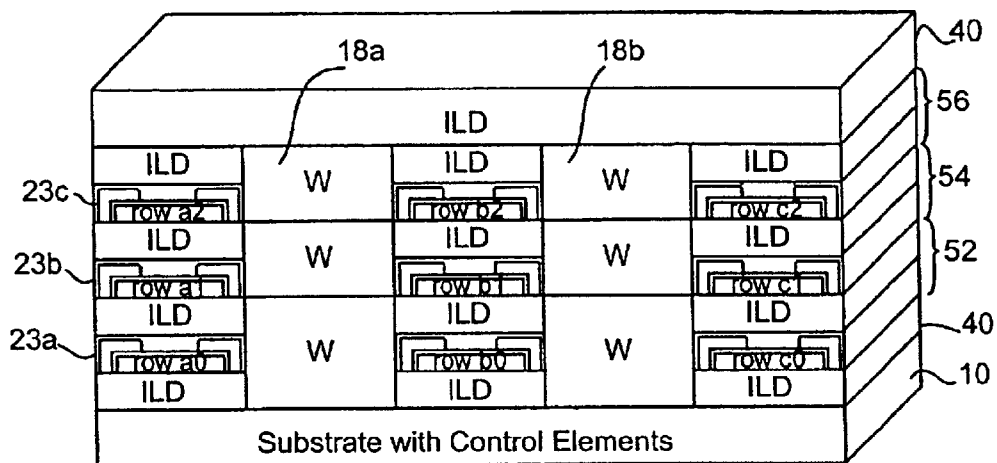 18a 18b 40
56
ILD
ILD ILD ILD
W W
54
23c row a2 row b2 row c2
ILD ILD ILD
52
W W
23b row a1 row b1 row c1
ILD ILD ILD
40
23a W W
row a0 row b0 row c0
10
ILD ILD ILD
Substrate with Control Elements